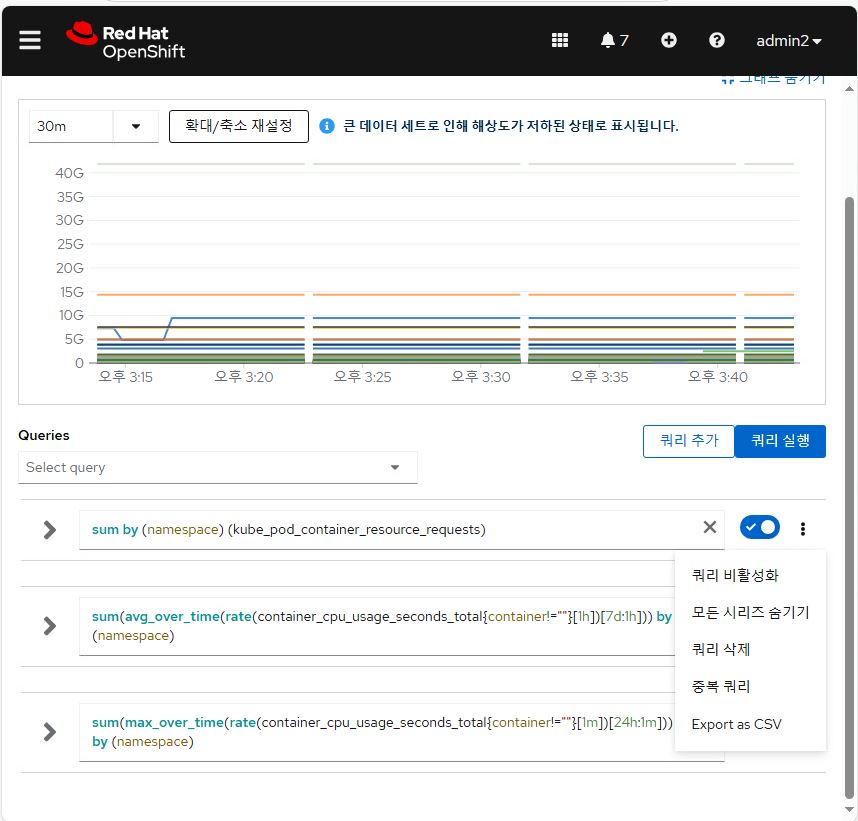 Red Hat
OpenShift
7
admin2
그래프 숨기기
30m
확대/축소 재설정
큰 데이터 세트로 인해 해상도가 저하된 상태로 표시됩니다.
40G
35G
30G
25G
20G
15G
10G
5G
0
오후 3:15
오후 3:20
오후 3:25
오후 3:30
오후 3:35
오후 3:40
Queries
쿼리 추가
쿼리 실행
Select query
sum by (namespace) (kube_pod_container_resource_requests)
쿼리 비활성화
모든 시리즈 숨기기
쿼리 삭제
중복 쿼리
Export as CSV
sum(avg_over_time(rate(container_cpu_usage_seconds_total{container!=""}[1h])[7d:1h])) by
(namespace)
sum(max_over_time(rate(container_cpu_usage_seconds_total{container!=""}[1m])[24h:1m]))
by (namespace)